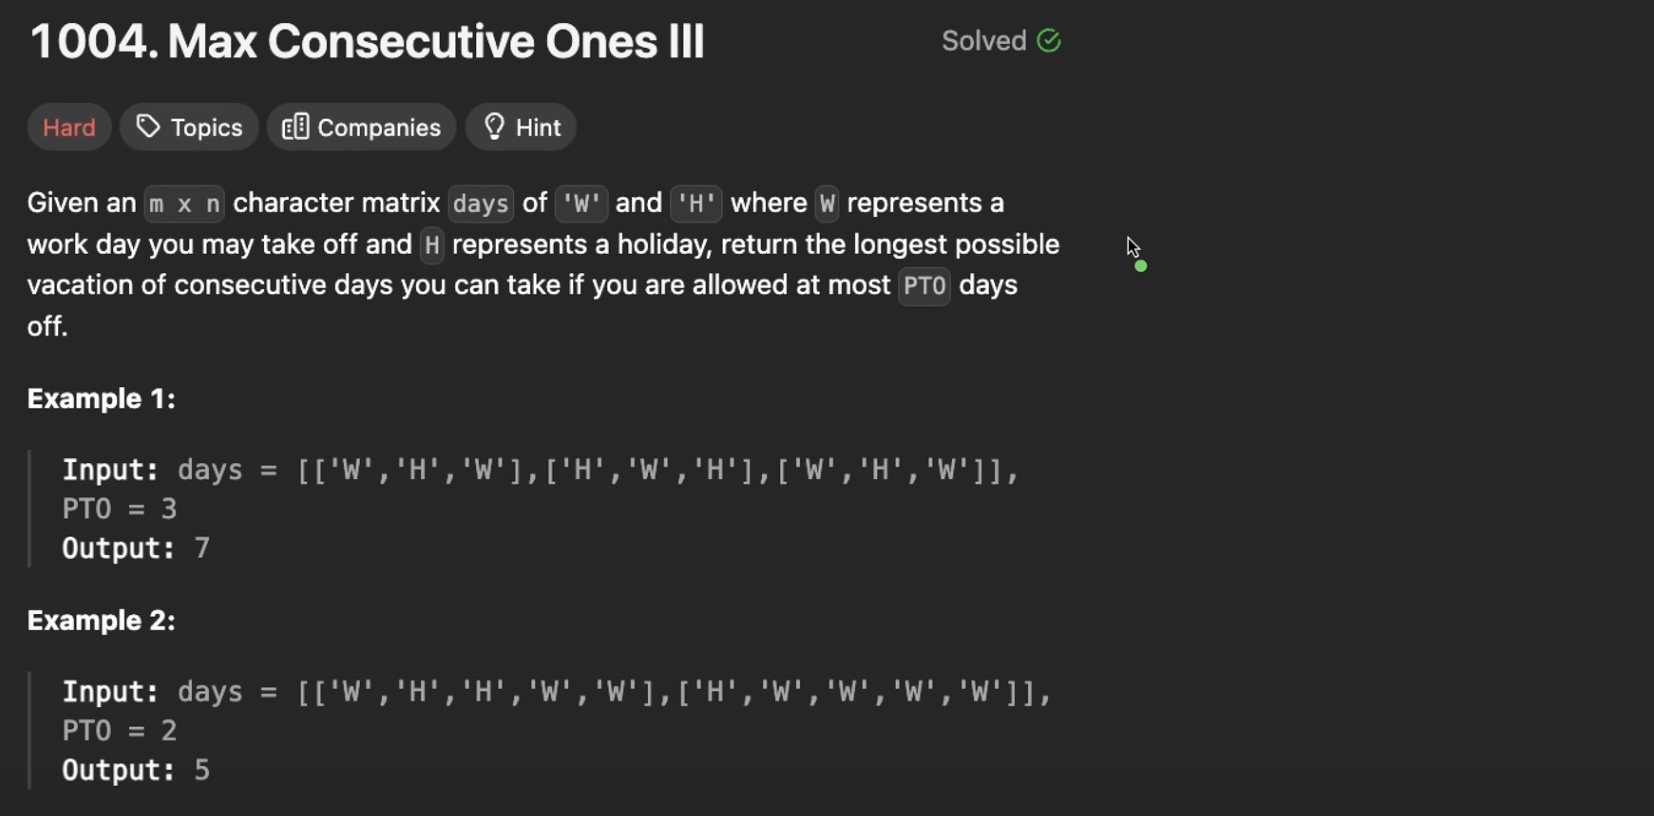 1004. Max Consecutive Ones III
Solved
Hard Topics Companies Hint
Given an m x n character matrix days of 'W' and 'H' where W represents a
work day you may take off and H represents a holiday, return the longest possible
vacation of consecutive days you can take if you are allowed at most PTO days
off.
Example 1:
Input: days = [['W','H','W'],['H','W','H'],['W','H','W']],
PTO = 3
Output: 7
Example 2:
Input: days = [['W','H','H','W','W'],['H','W','W','W','W']],
PTO = 2
Output: 5